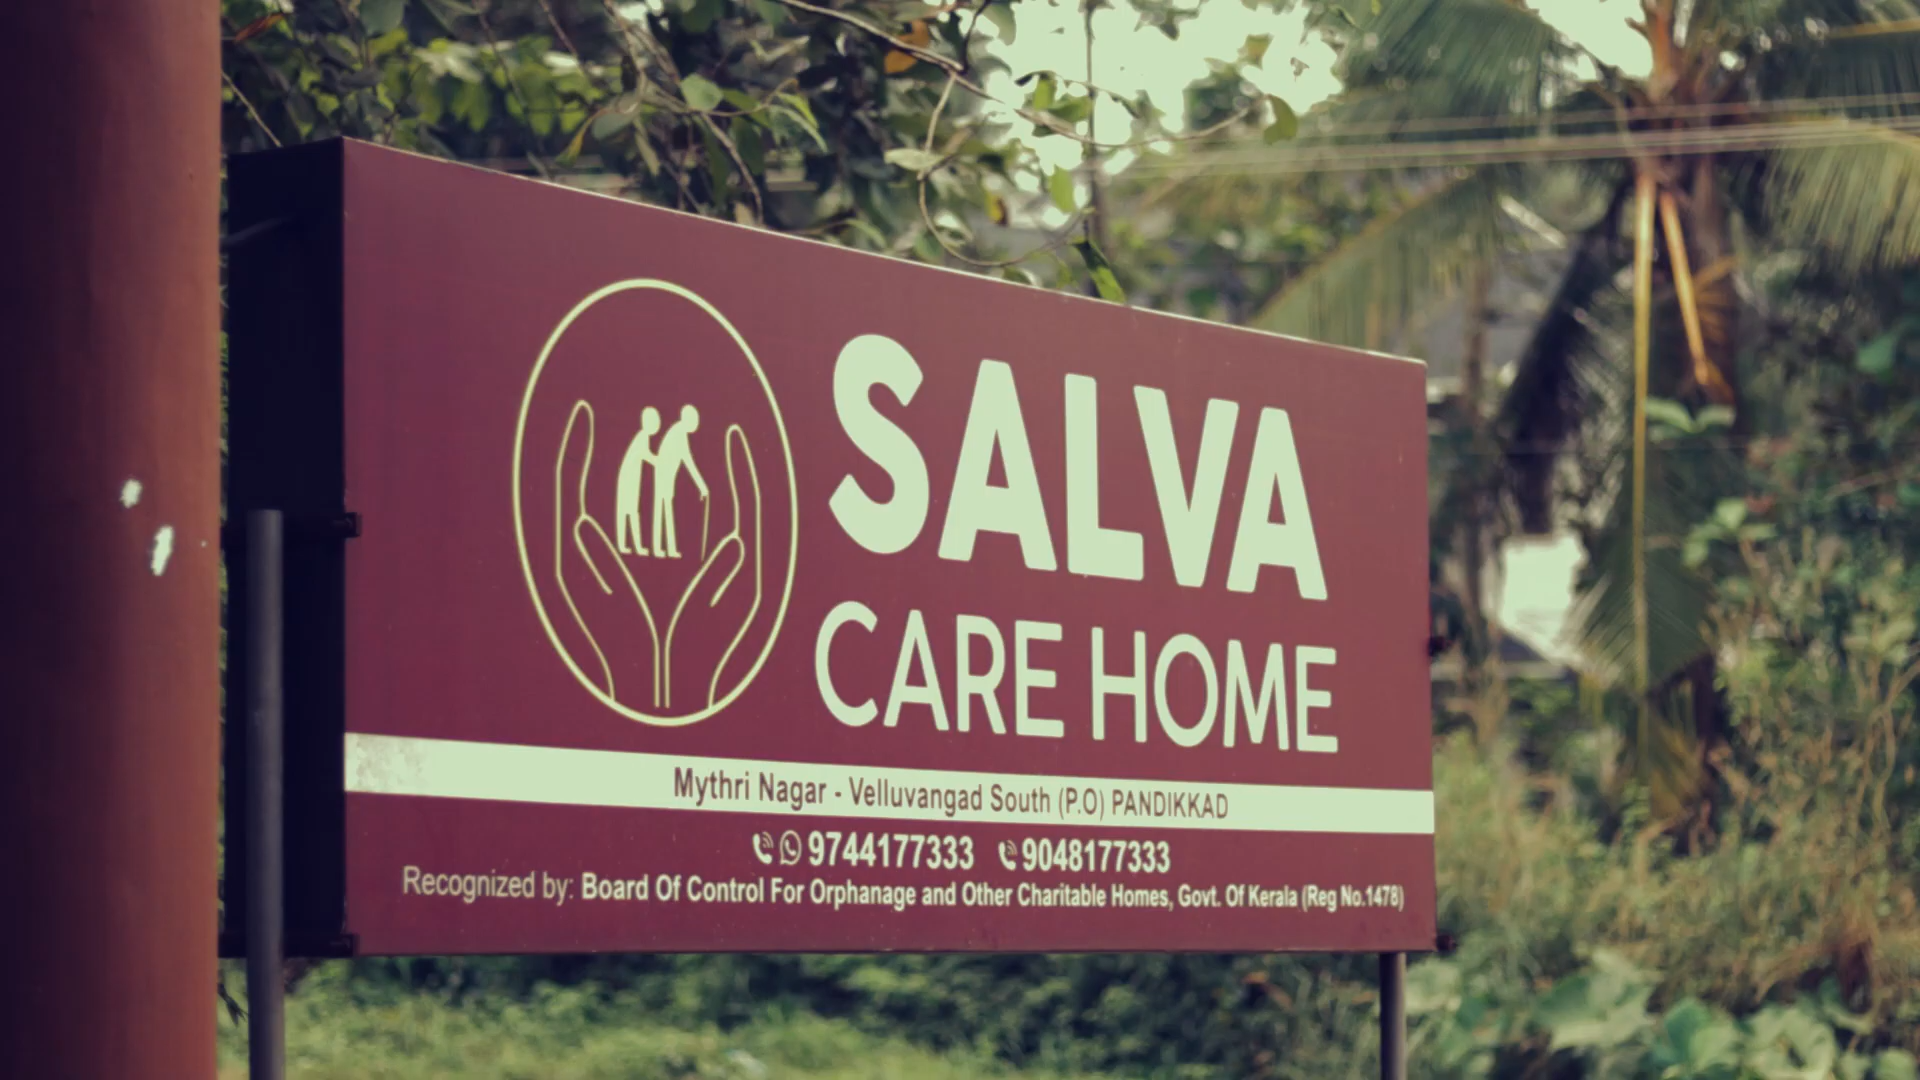 SALVA
CARE HOME
Mythri Nagar - Velluvangad South (P.O) PANDIKKAD
9744177333 9048177333
Recognized by: Board Of Control For Orphanage and Other Charitable Homes, Govt. Of Kerala (Reg No.1478)